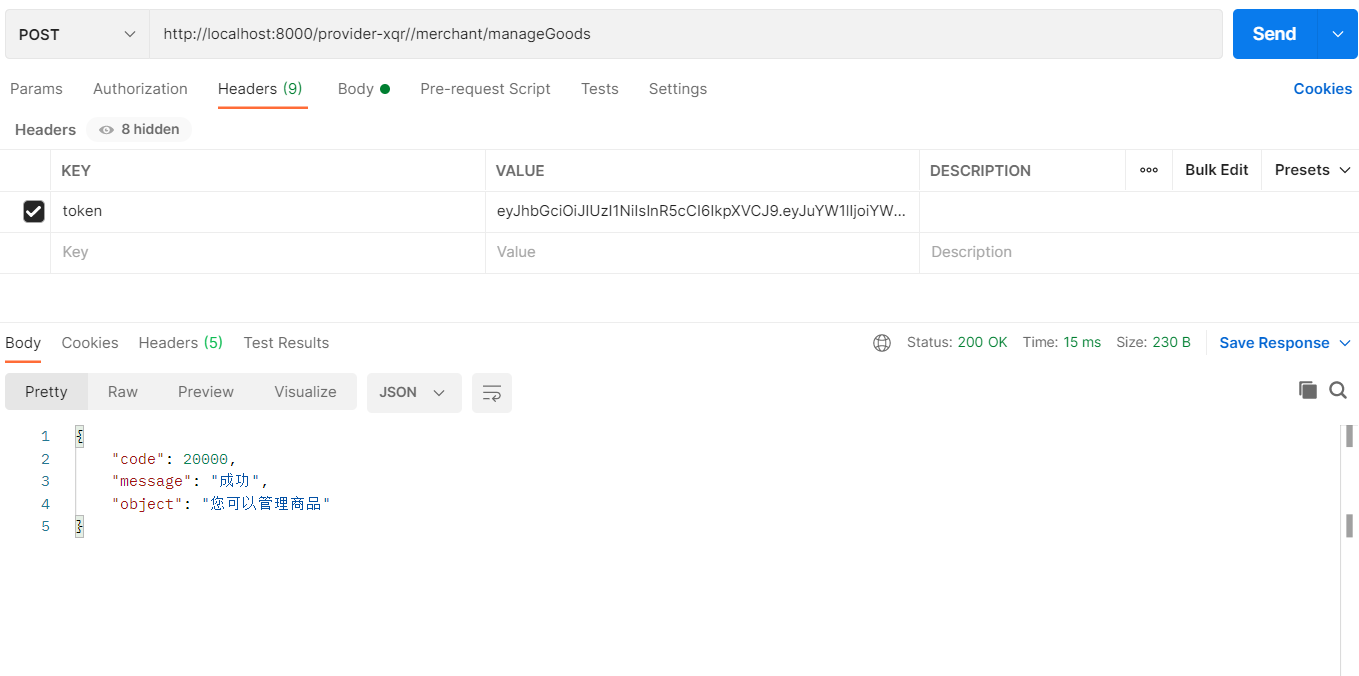 POST http://localhost:8000/provider-xqr//merchant/manageGoods Send
Params Authorization Headers (9) Body Pre-request Script Tests Settings Cookies
Headers 8 hidden
KEY VALUE DESCRIPTION Bulk Edit Presets
token eyJhbGciOiJIUzI1NiIsInR5cCI6IkpXVCJ9.eyJuYW1lIjoiYW...
Key Value Description
Body Cookies Headers (5) Test Results Status: 200 OK Time: 15 ms Size: 230 B Save Response
Pretty Raw Preview Visualize JSON
1 {
2 "code": 20000,
3 "message": "成功",
4 "object": "您可以管理商品"
5 }